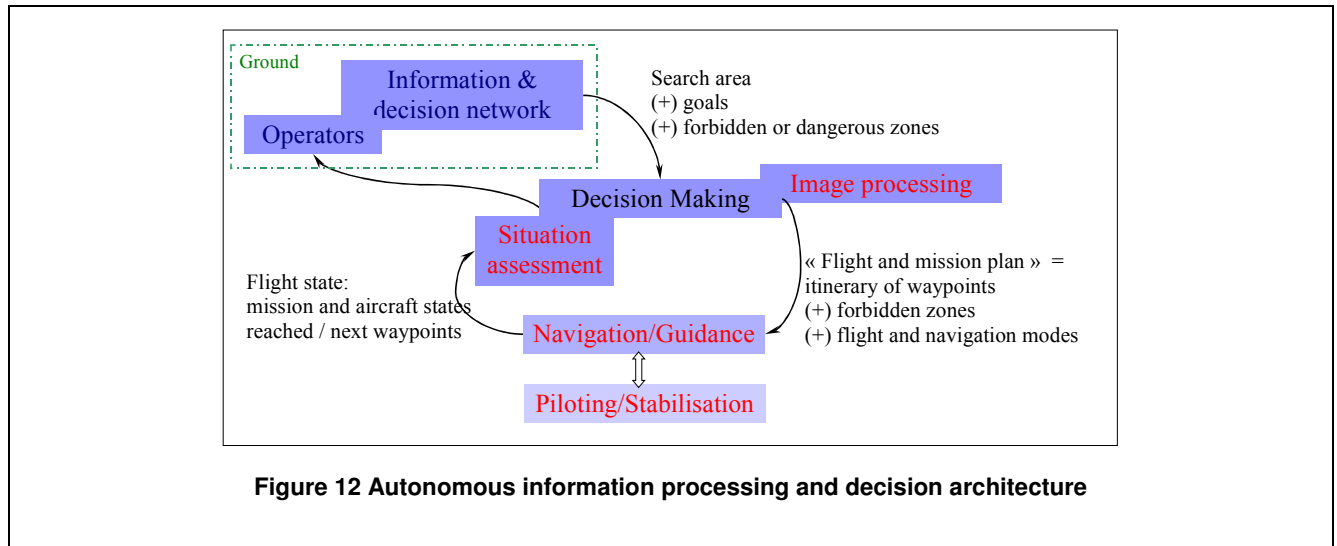 Ground
Information &
decision network
Operators
Search area
(+) goals
(+) forbidden or dangerous zones
Image processing
Decision Making
Situation
assessment
Flight state:
mission and aircraft states
reached / next waypoints
« Flight and mission plan » =
itinerary of waypoints
(+) forbidden zones
(+) flight and navigation modes
Navigation/Guidance
Piloting/Stabilisation
Figure 12 Autonomous information processing and decision architecture